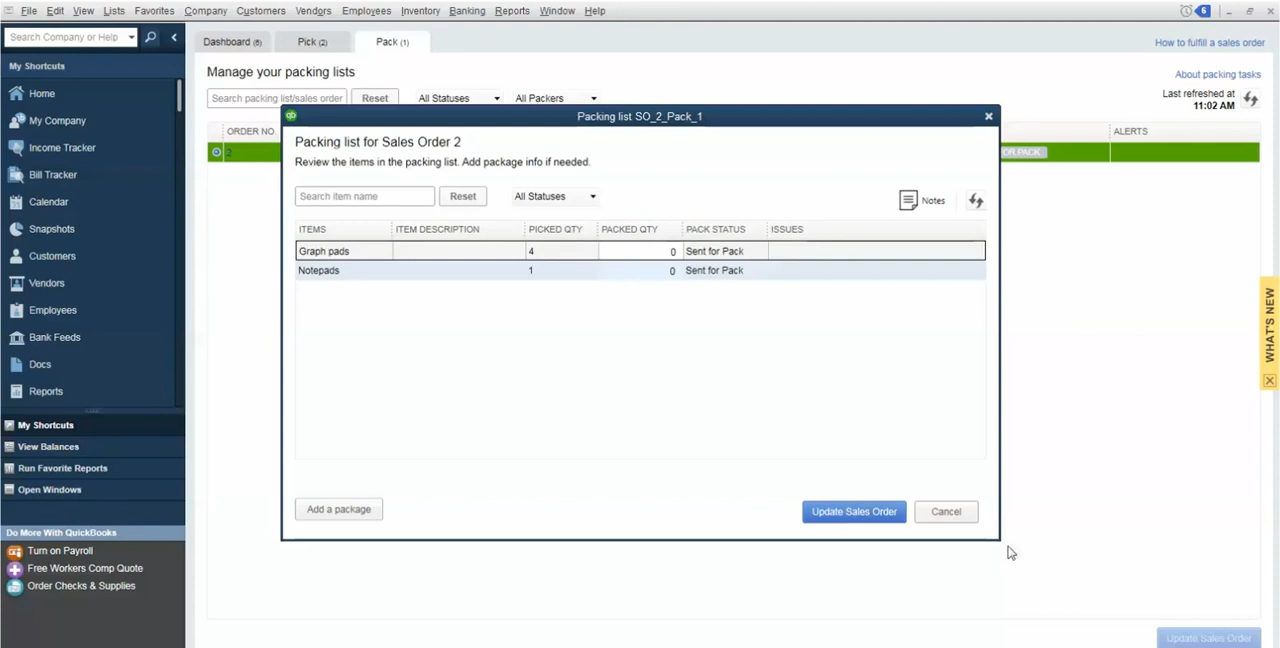 File Edit View Lists Favorites Company Customers Vendors Employees Inventory Banking Reports Window Help 6
Search Company or Help
My Shortcuts
Home
My Company
Income Tracker
Bill Tracker
Calendar
Snapshots
Customers
Vendors
Employees
Bank Feeds
Docs
Reports
My Shortcuts
View Balances
Run Favorite Reports
Open Windows
Do More With QuickBooks
Turn on Payroll
Free Workers Comp Quote
Order Checks & Supplies
Dashboard (6) Pick (2) Pack (1)
How to fulfill a sales order
Manage your packing lists
About packing tasks
Search packing list/sales order Reset All Statuses All Packers
Last refreshed at
11:02 AM
ORDER NO. ALERTS
2 OR PACK
Packing list SO_2_Pack_1
Packing list for Sales Order 2
Review the items in the packing list. Add package info if needed.
Search item name Reset All Statuses Notes
ITEMS ITEM DESCRIPTION PICKED QTY PACKED QTY PACK STATUS ISSUES
Graph pads 4 0 Sent for Pack
Notepads 1 0 Sent for Pack
Add a package Update Sales Order Cancel
WHAT'S NEW
Update Sales Order